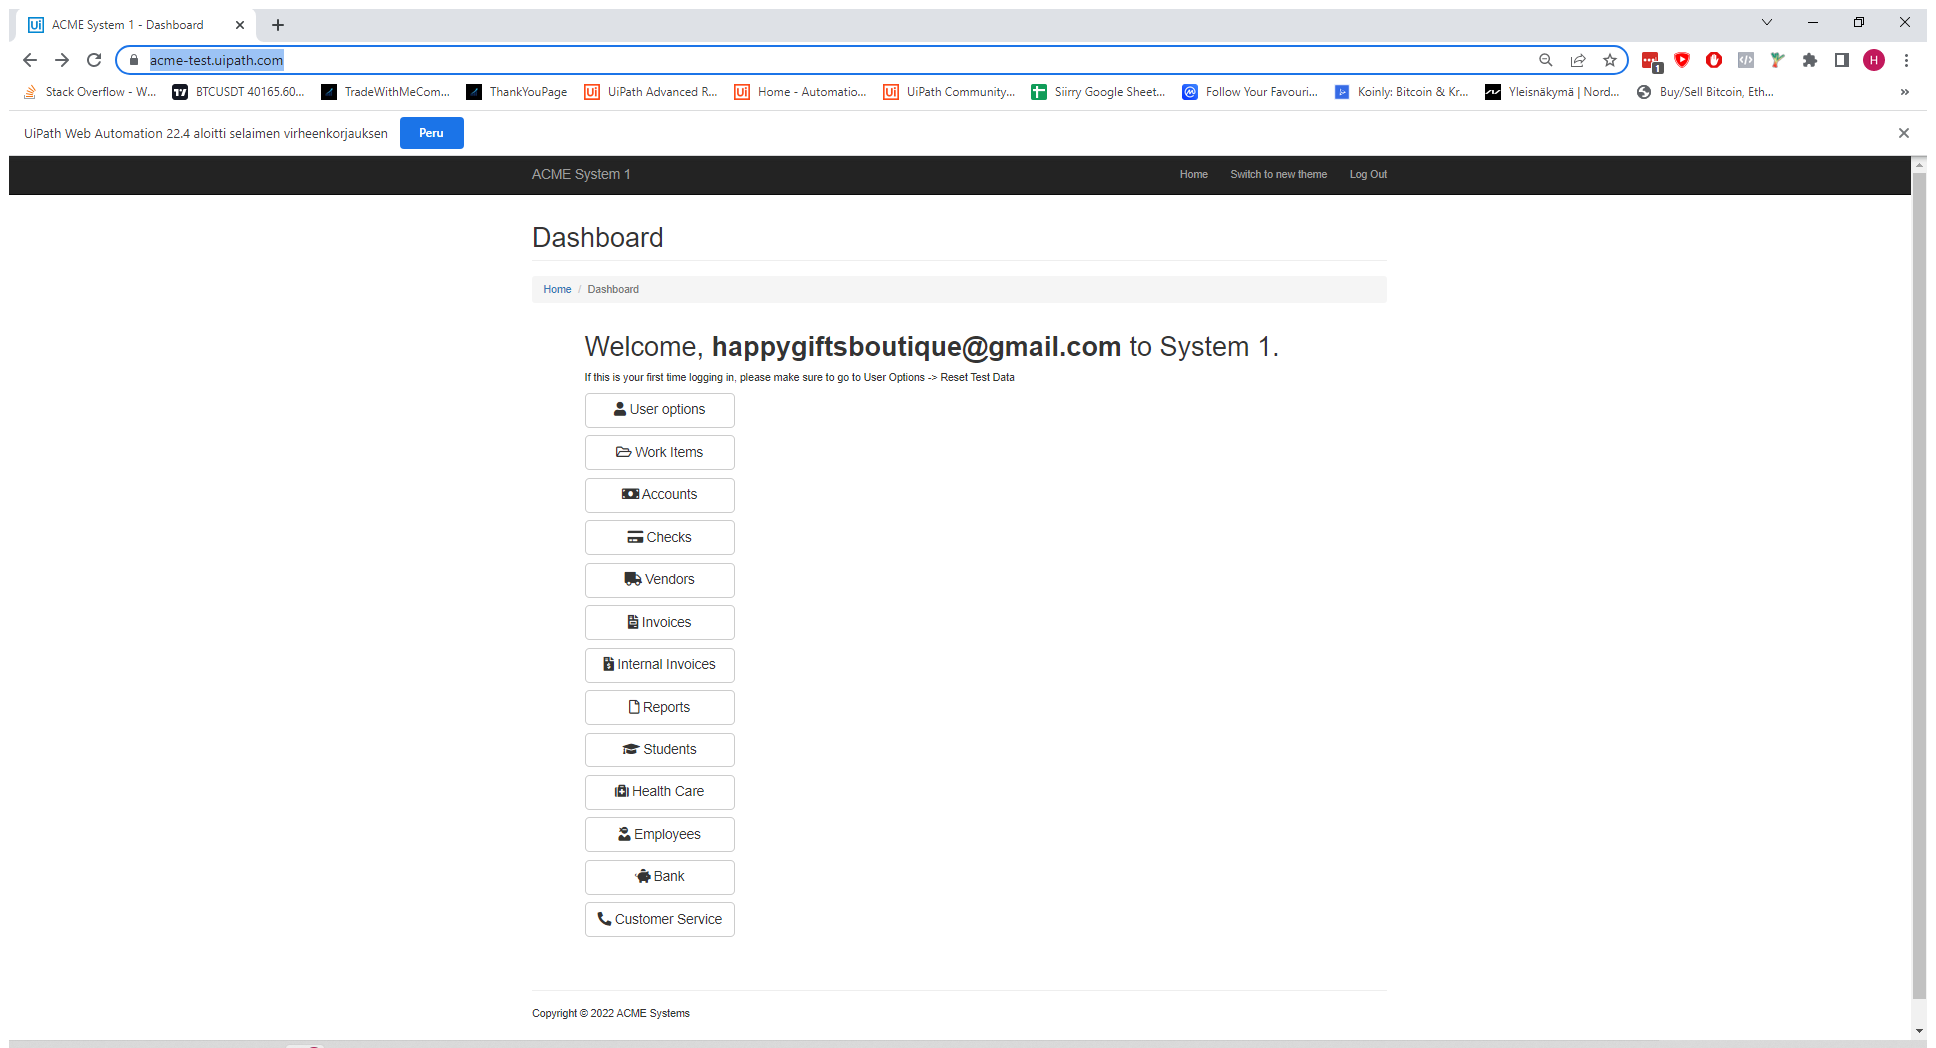 ACME System 1 - Dashboard
acme-test.uipath.com
1
H
Stack Overflow - W...
BTCUSDT 40165.60...
TradeWithMeCom...
ThankYouPage
UiPath Advanced R...
Home - Automatio...
UiPath Community...
Siirry Google Sheet...
Follow Your Favouri...
Koinly: Bitcoin & Kr...
Yleisnäkymä | Nord...
Buy/Sell Bitcoin, Eth...
»
UiPath Web Automation 22.4 aloitti selaimen virheenkorjauksen
Peru
ACME System 1
Home
Switch to new theme
Log Out
Dashboard
Home / Dashboard
Welcome, happygiftsboutique@gmail.com to System 1.
If this is your first time logging in, please make sure to go to User Options -> Reset Test Data
User options
Work Items
Accounts
Checks
Vendors
Invoices
Internal Invoices
Reports
Students
Health Care
Employees
Bank
Customer Service
Copyright © 2022 ACME Systems